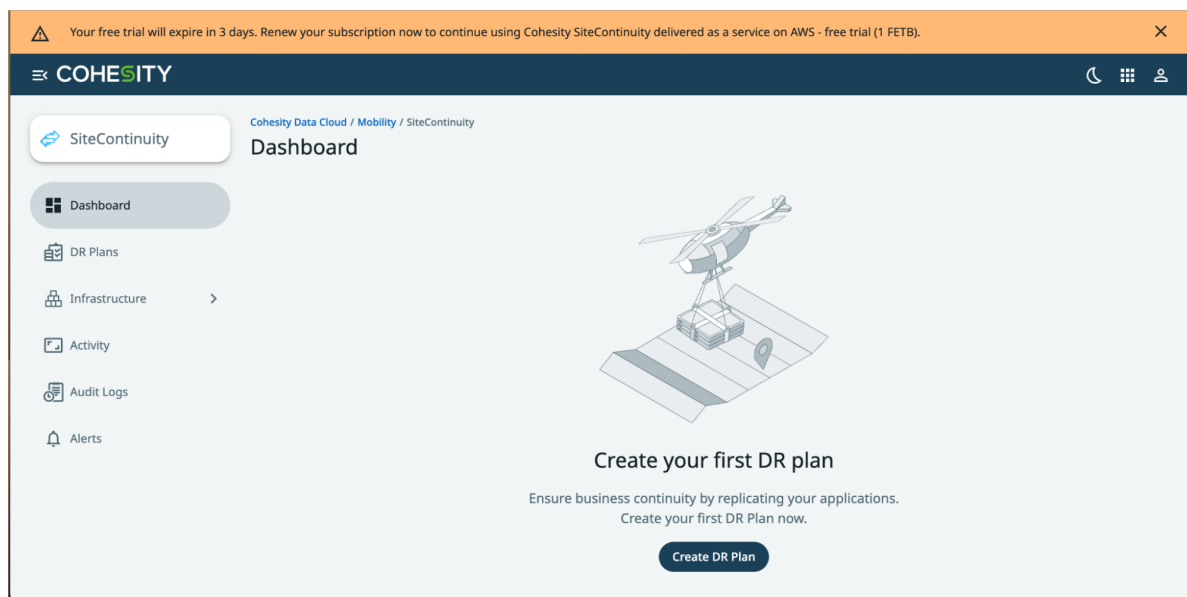 Your free trial will expire in 3 days. Renew your subscription now to continue using Cohesity SiteContinuity delivered as a service on AWS - free trial (1 FETB).
COHESITY
SiteContinuity
Cohesity Data Cloud / Mobility / SiteContinuity
Dashboard
Dashboard
DR Plans
Infrastructure
Activity
Audit Logs
Alerts
Create your first DR plan
Ensure business continuity by replicating your applications.
Create your first DR Plan now.
Create DR Plan